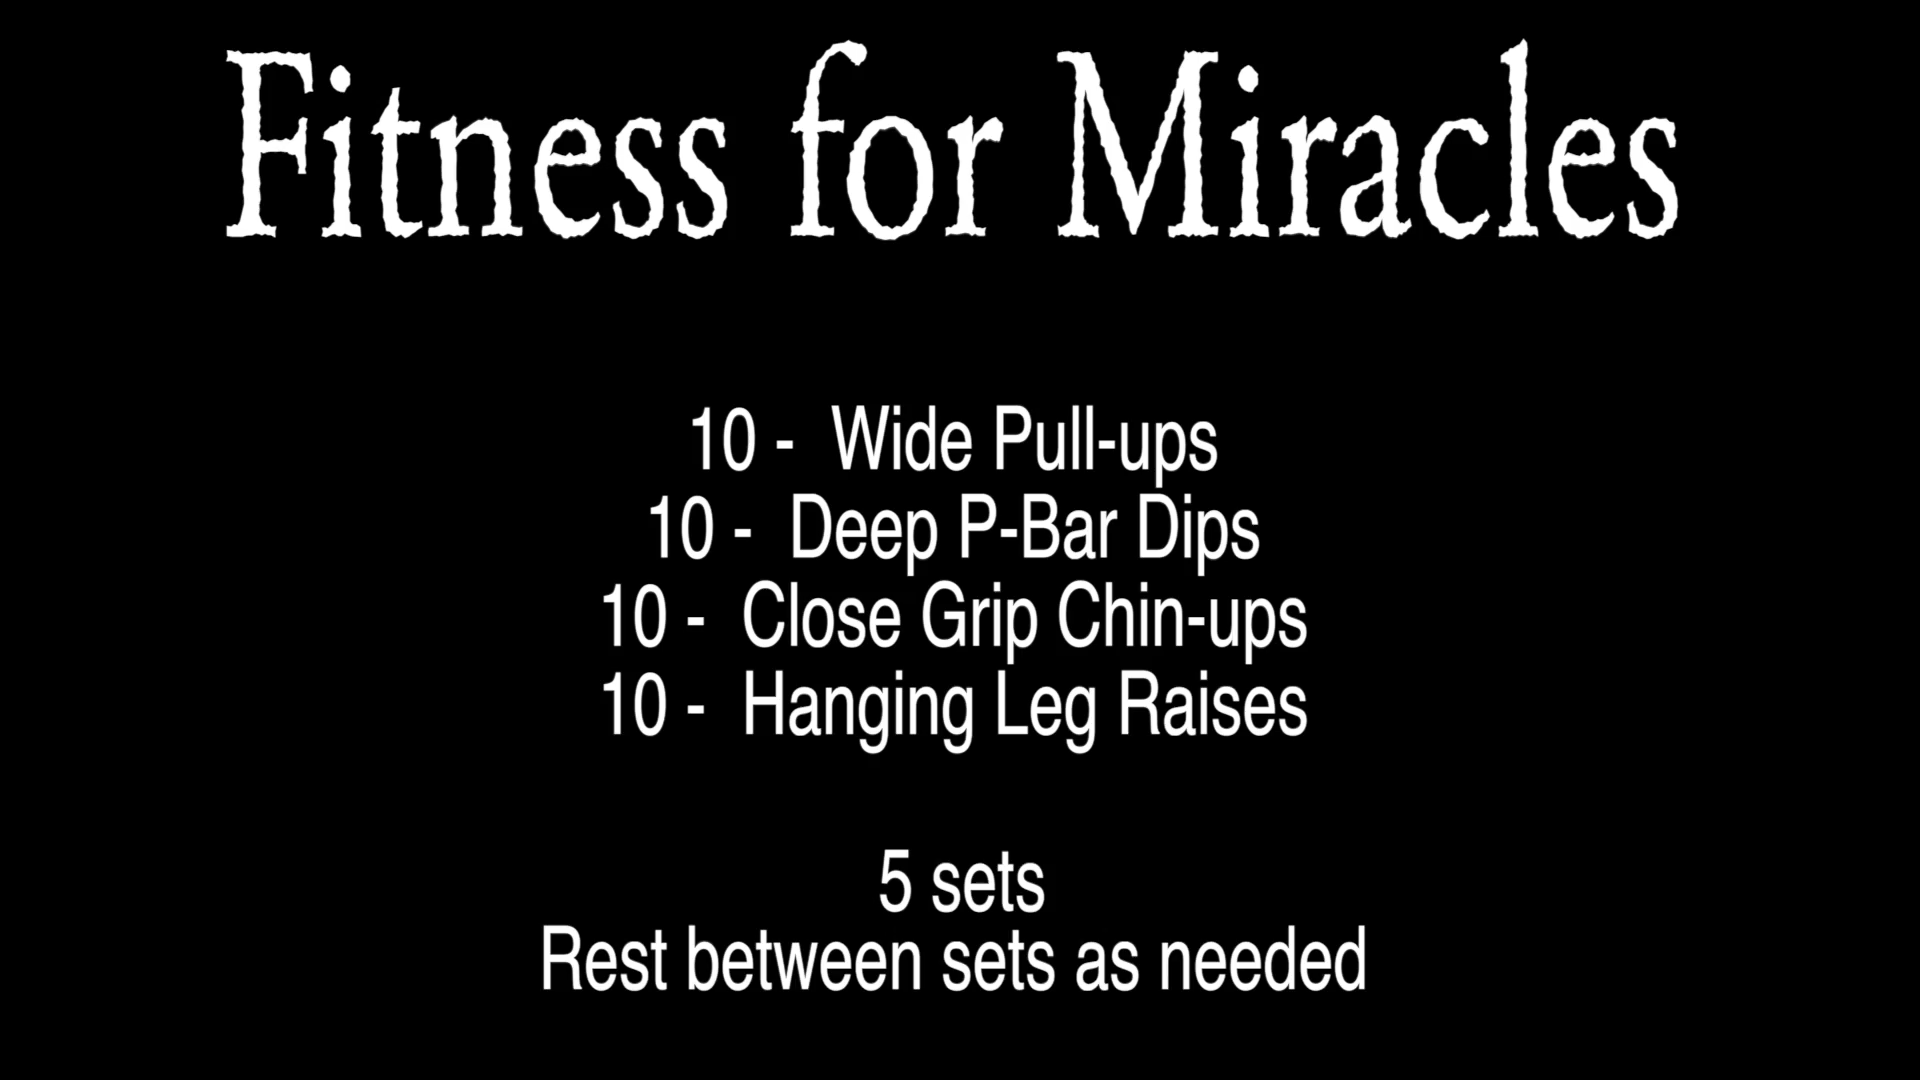 Fitness for Miracles
10 - Wide Pull-ups
10 - Deep P-Bar Dips
10 - Close Grip Chin-ups
10 - Hanging Leg Raises
5 sets
Rest between sets as needed